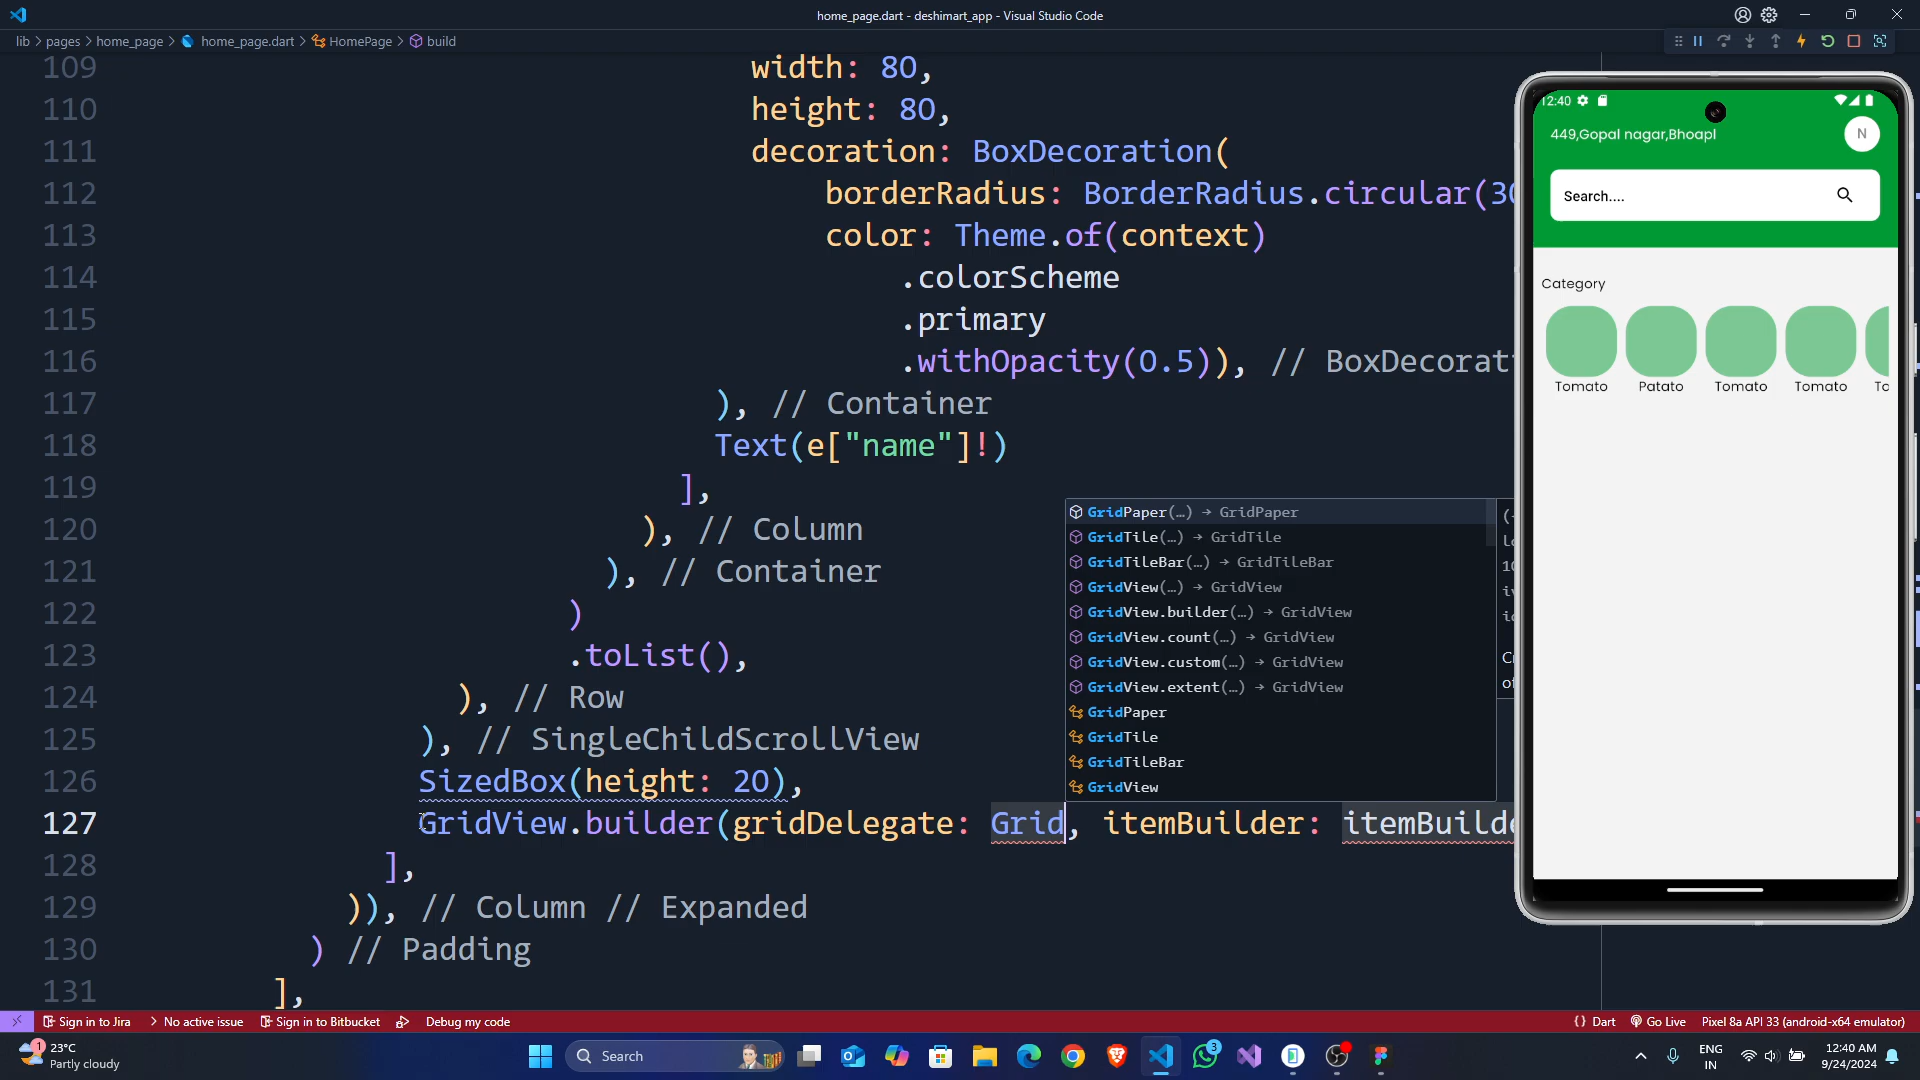 home_page.dart - deshimart_app - Visual Studio Code
lib > pages > home_page > home_page.dart > HomePage > build
109 width: 80,
110 height: 80,
111 decoration: BoxDecoration(
112 borderRadius: BorderRadius.circular(30
113 color: Theme.of(context)
114 .colorScheme
115 .primary
116 .withOpacity(0.5)), // BoxDecorati
117 ), // Container
118 Text(e["name"]!)
119 ],
120 ), // Column
121 ), // Container
122 )
123 .toList(),
124 ), // Row
125 ), // SingleChildScrollView
126 SizedBox(height: 20),
127 GridView.builder(gridDelegate: Grid, itemBuilder: itemBuilde
128 ],
129 )), // Column // Expanded
130 ) // Padding
131 ],
GridPaper(…) → GridPaper
GridTile(…) → GridTile
GridTileBar(…) → GridTileBar
GridView(…) → GridView
GridView.builder(…) → GridView
GridView.count(…) → GridView
GridView.custom(…) → GridView
GridView.extent(…) → GridView
GridPaper
GridTile
GridTileBar
GridView
12:40
449,Gopal nagar,Bhoapl
N
Search....
Category
Tomato Patato Tomato Tomato To
Sign in to Jira No active issue Sign in to Bitbucket Debug my code
{} Dart Go Live Pixel 8a API 33 (android-x64 emulator)
1
23°C
Partly cloudy
Search
3
ENG
IN
12:40 AM
9/24/2024